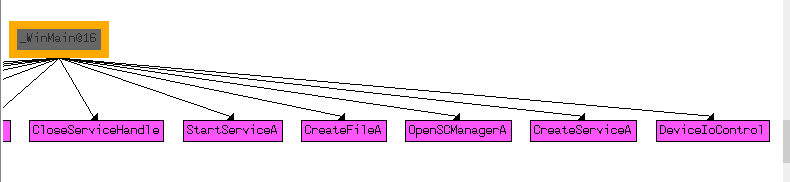 _WinMain@16
CloseServiceHandle
StartServiceA
CreateFileA
OpenSCManagerA
CreateServiceA
DeviceIoControl